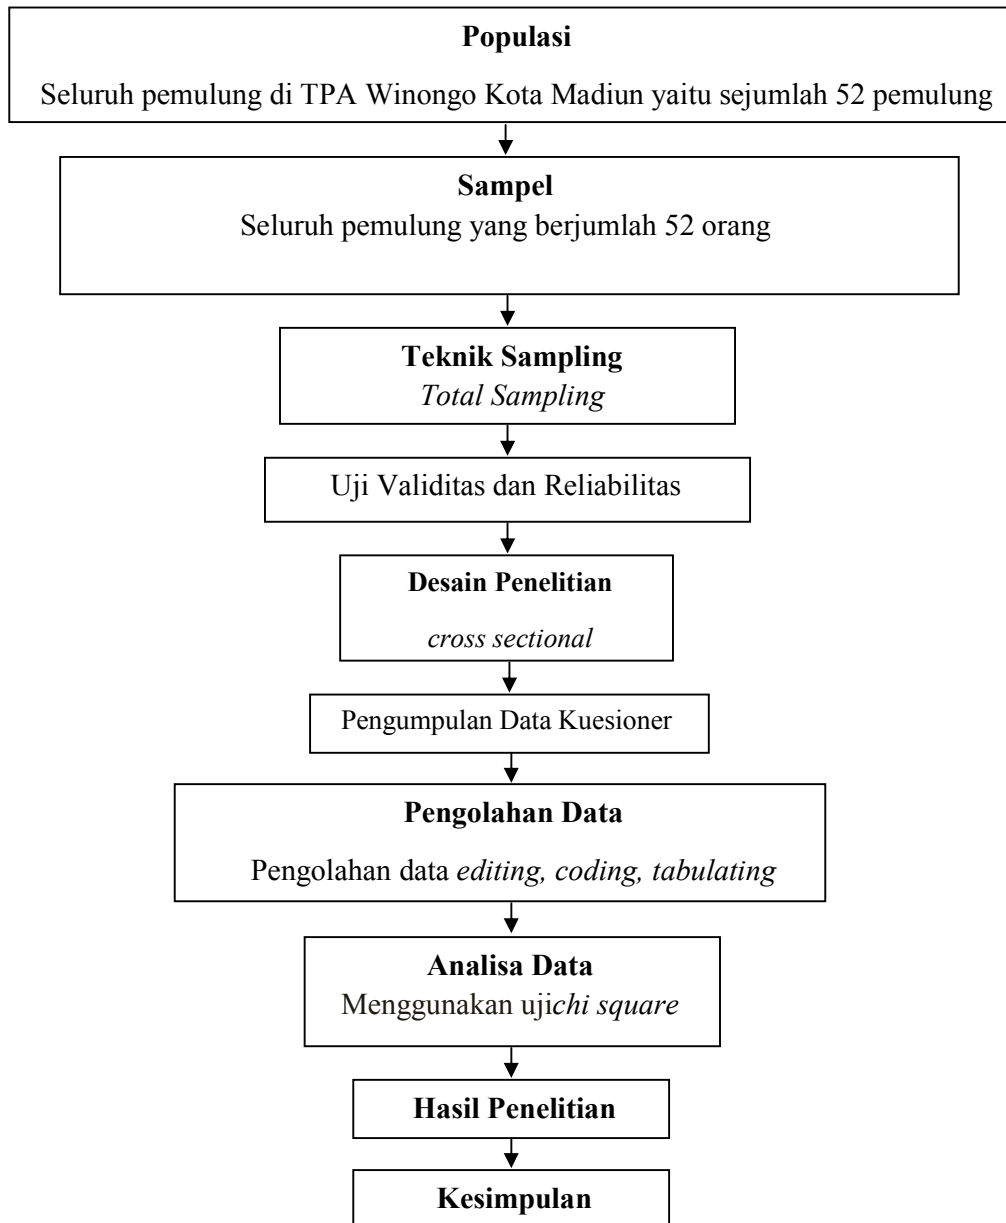 Populasi
Seluruh pemulung di TPA Winongo Kota Madiun yaitu sejumlah 52 pemulung
Sampel
Seluruh pemulung yang berjumlah 52 orang
Teknik Sampling
Total Sampling
Uji Validitas dan Reliabilitas
Desain Penelitian
cross sectional
Pengumpulan Data Kuesioner
Pengolahan Data
Pengolahan data editing, coding, tabulating
Analisa Data
Menggunakan ujichi square
Hasil Penelitian
Kesimpulan